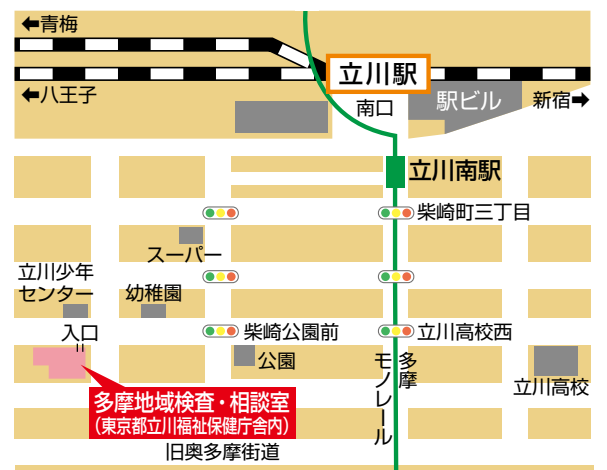 ←青梅
立川駅
←八王子
南口
駅ビル
新宿→
立川南駅
柴崎町三丁目
スーパー
立川少年
センター
幼稚園
入口
柴崎公園前
立川高校西
公園
多摩
モノレール
立川高校
多摩地域検査・相談室
(東京都立川福祉保健庁舎内)
旧奥多摩街道